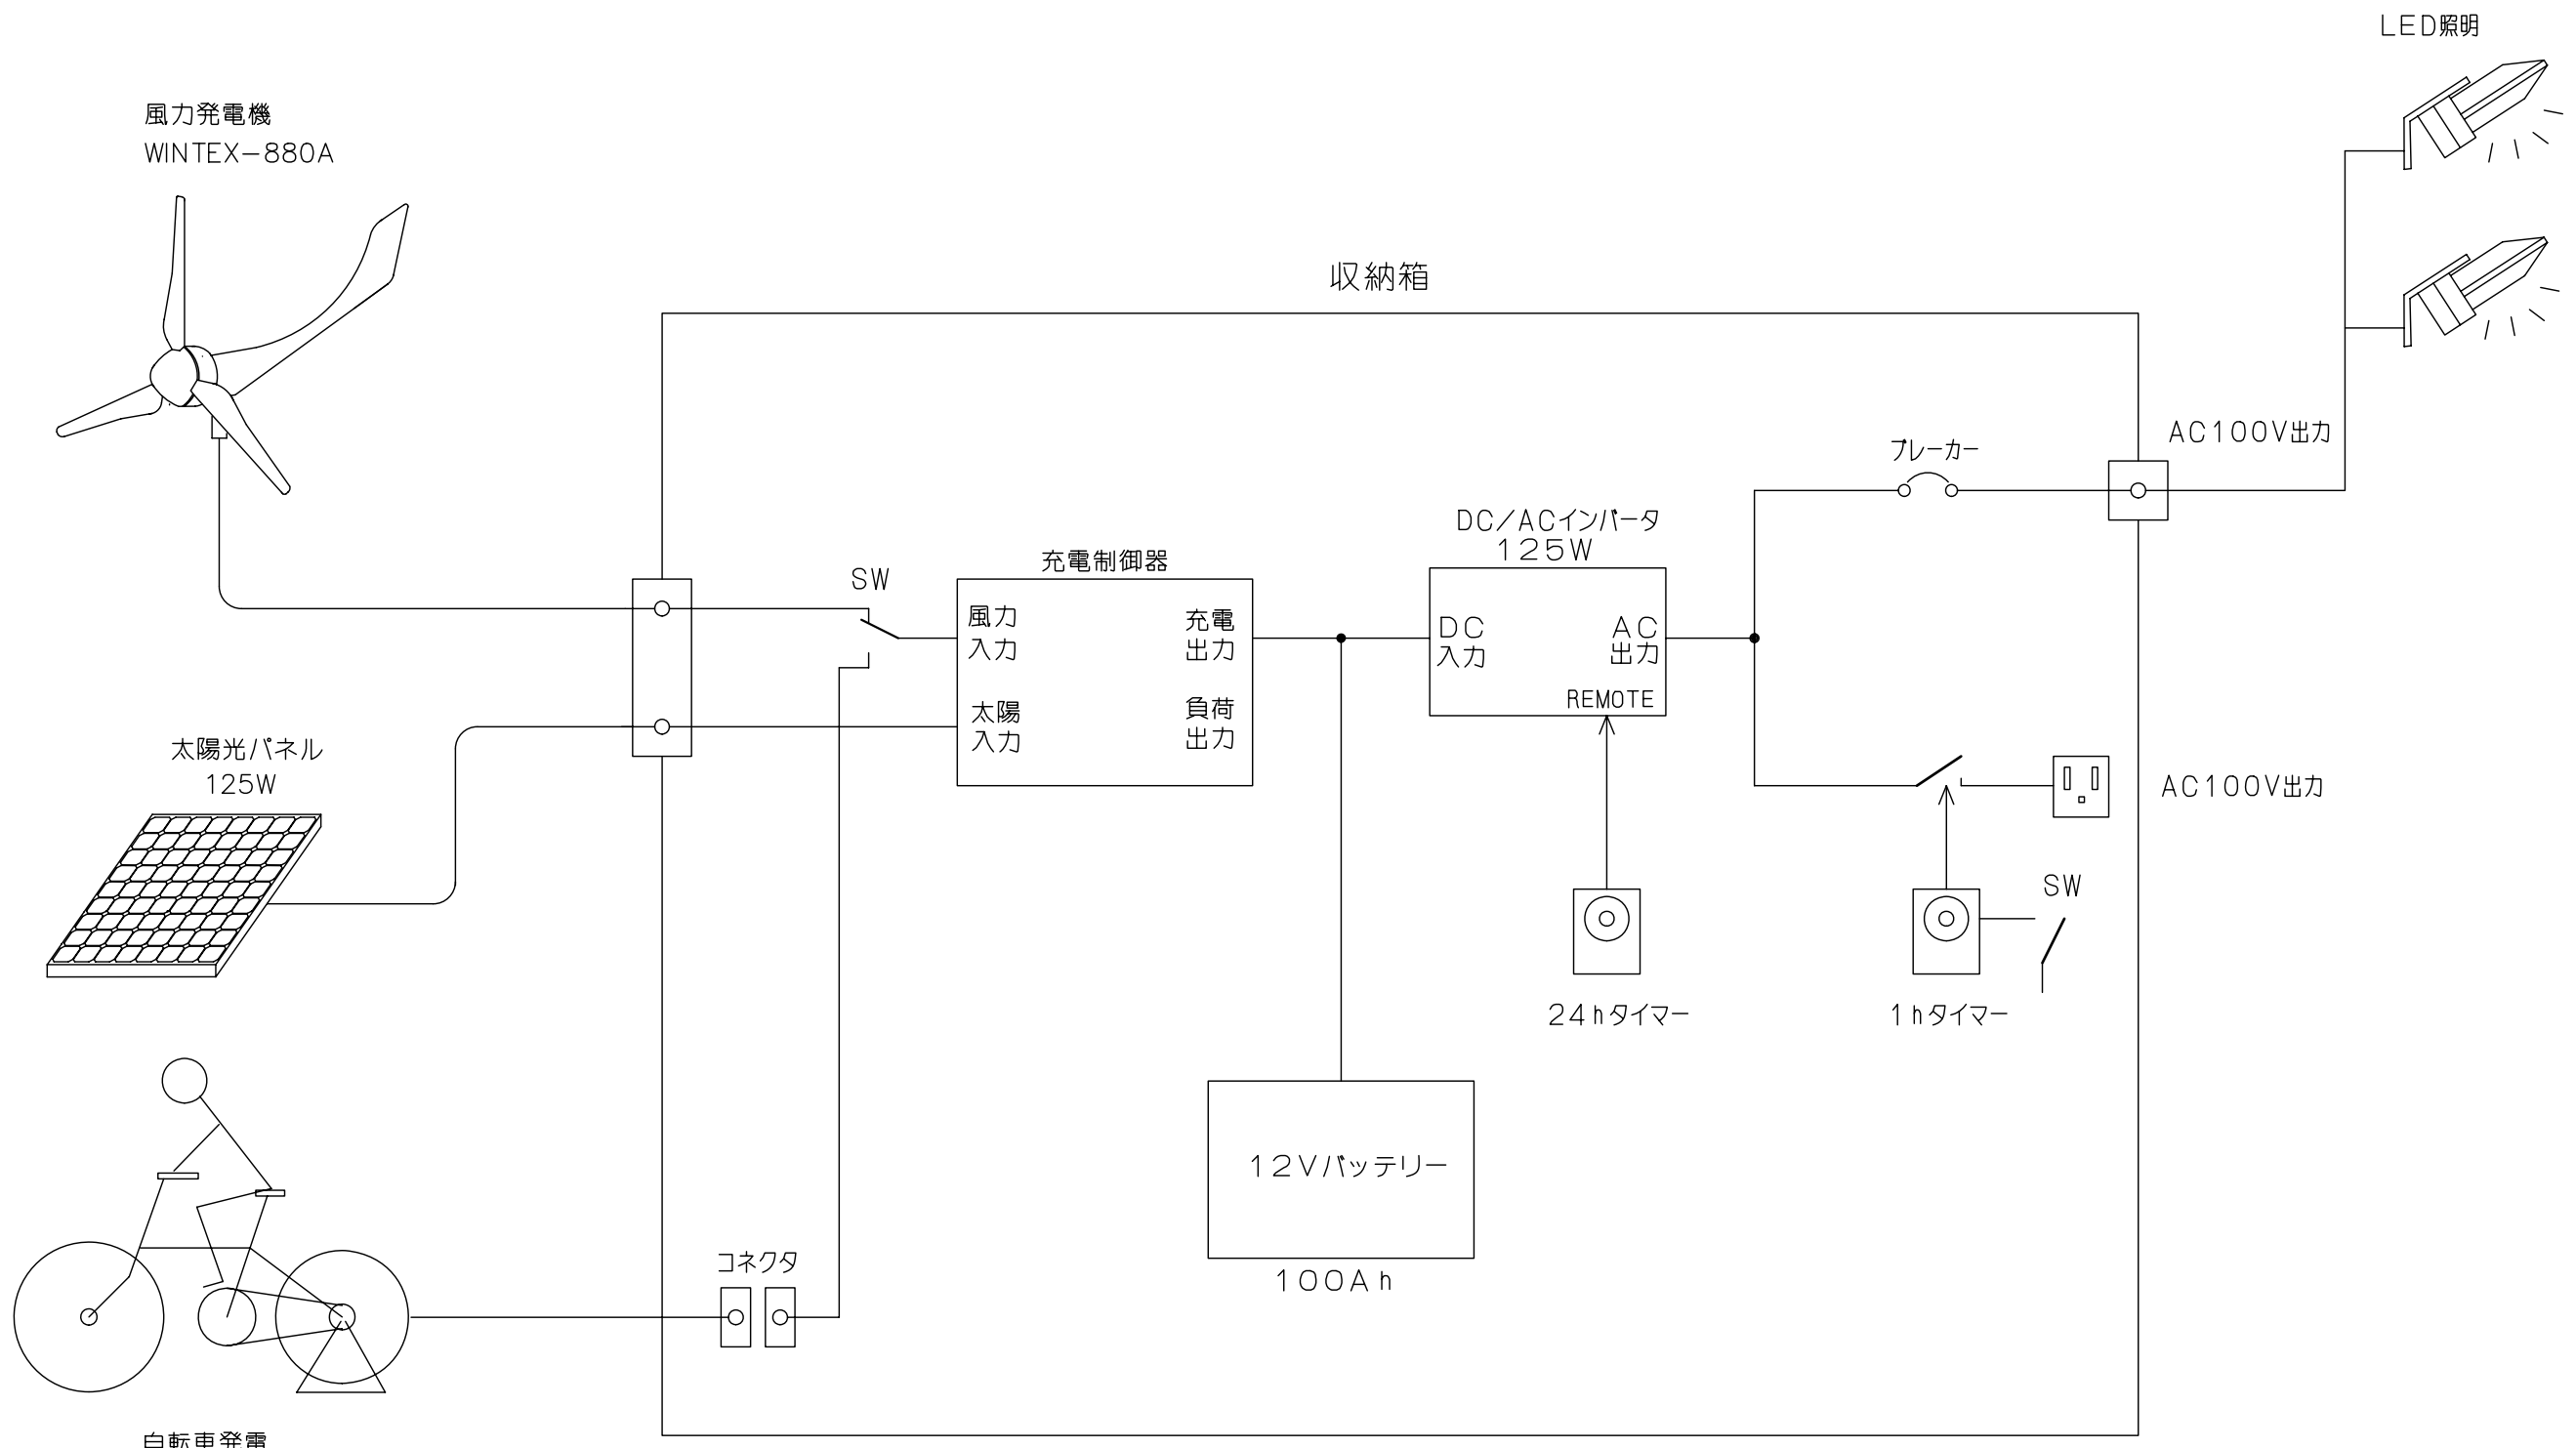 LED照明
風力発電機
WINTEX-880A
収納箱
AC100V出力
ブレーカー
DC/ACインバータ
125W
充電制御器
SW
風力
入力
充電
出力
太陽
入力
負荷
出力
DC
入力
AC
出力
REMOTE
太陽光パネル
125W
AC100V出力
SW
24hタイマー
1hタイマー
12Vバッテリー
100Ah
コネクタ
自転車発電